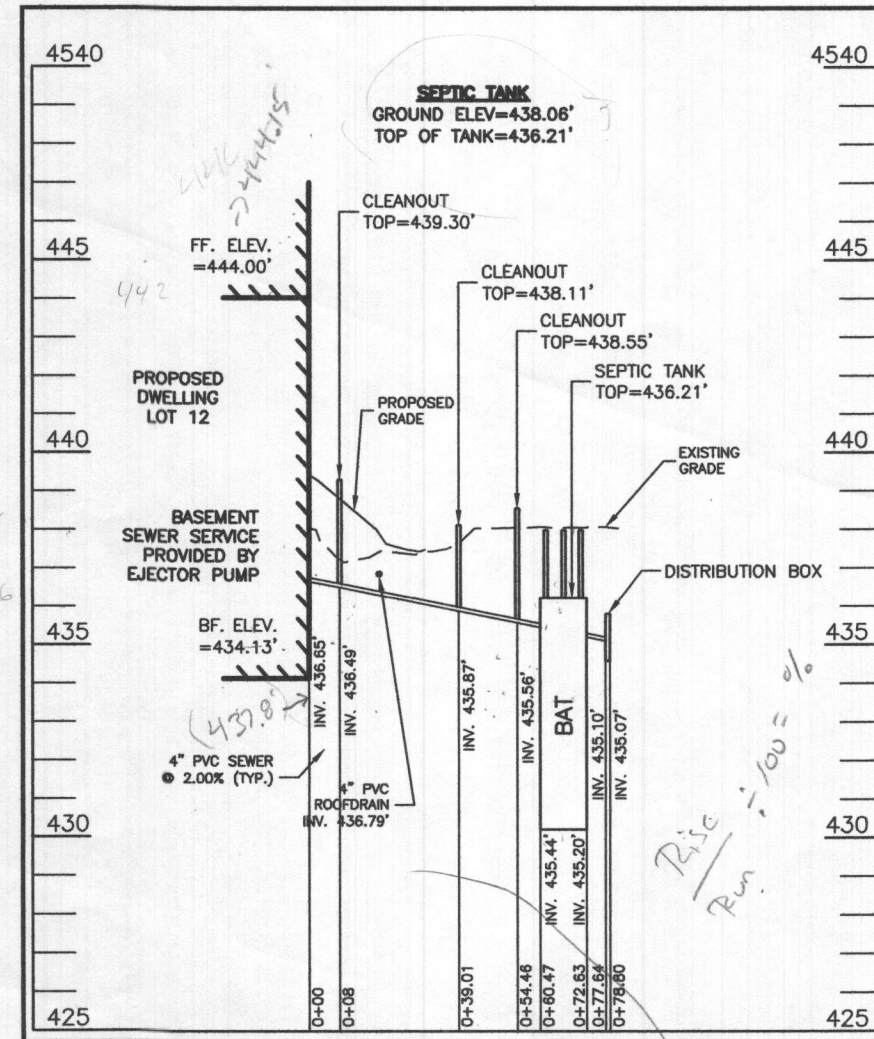 4540
4540
SEPTIC TANK
GROUND ELEV=438.06'
TOP OF TANK=436.21'
→444.15
CLEANOUT
TOP=439.30'
445
445
FF. ELEV.
=444.00'
442
CLEANOUT
TOP=438.11'
CLEANOUT
TOP=438.55'
SEPTIC TANK
TOP=436.21'
PROPOSED
DWELLING
LOT 12
PROPOSED
GRADE
440
440
EXISTING
GRADE
BASEMENT
SEWER SERVICE
PROVIDED BY
EJECTOR PUMP
DISTRIBUTION BOX
6
435
435
BF. ELEV.
=434.13'
(437.8')
INV. 436.65'
INV. 436.49'
INV. 435.87'
INV. 435.56'
BAT
INV. 435.10'
INV. 435.07'
4" PVC SEWER
@ 2.00% (TYP.)
4" PVC
ROOFDRAIN
INV. 436.79'
430
430
INV. 435.44'
INV. 435.20'
Rise
Run
÷ 100 = %
425
425
0+00
0+08
0+39.01
0+54.46
0+60.47
0+72.63
0+77.64
0+78.80